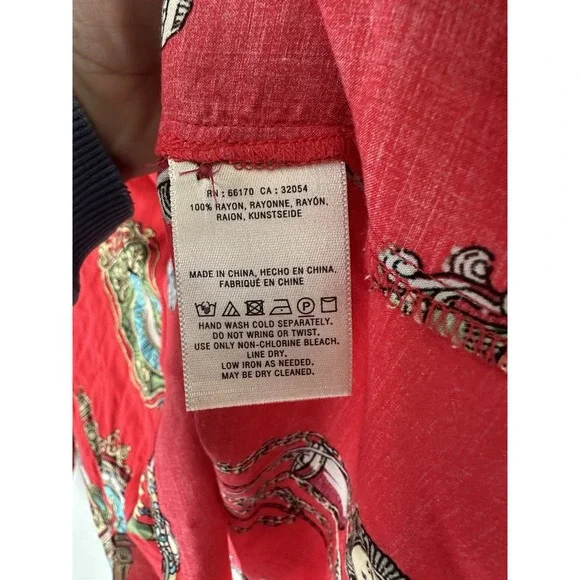 RN : 66170 CA : 32054
100% RAYON, RAYONNE, RAYÓN,
RAION, KUNSTSEIDE
MADE IN CHINA, HECHO EN CHINA.
FABRIQUÉ EN CHINE
HAND WASH COLD SEPARATELY.
DO NOT WRING OR TWIST.
USE ONLY NON-CHLORINE BLEACH.
LINE DRY.
LOW IRON AS NEEDED.
MAY BE DRY CLEANED.